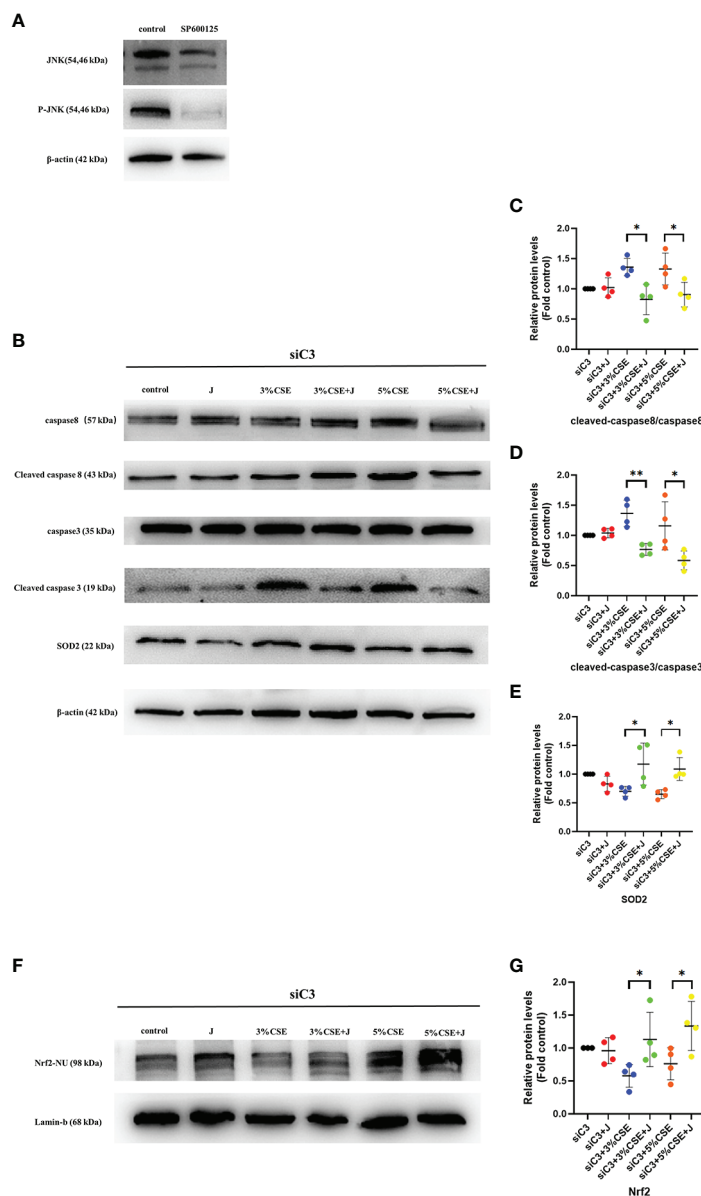 A
control SP600125
JNK(54,46 kDa)
P-JNK (54,46 kDa)
β-actin (42 kDa)
B
siC3
control J 3%CSE 3%CSE+J 5%CSE 5%CSE+J
caspase8 (57 kDa)
Cleaved caspase 8 (43 kDa)
caspase3 (35 kDa)
Cleaved caspase 3 (19 kDa)
SOD2 (22 kDa)
β-actin (42 kDa)
C
Relative protein levels
(Fold control)
2.0
1.5
1.0
0.5
0.0
* *
siC3 siC3+J siC3+3%CSE siC3+3%CSE+J siC3+5%CSE siC3+5%CSE+J
cleaved-caspase8/caspase8
D
Relative protein levels
(Fold control)
2.0
1.5
1.0
0.5
0.0
** *
siC3 siC3+J siC3+3%CSE siC3+3%CSE+J siC3+5%CSE siC3+5%CSE+J
cleaved-caspase3/caspase3
E
Relative protein levels
(Fold control)
2.0
1.5
1.0
0.5
0.0
* *
siC3 siC3+J siC3+3%CSE siC3+3%CSE+J siC3+5%CSE siC3+5%CSE+J
SOD2
F
siC3
control J 3%CSE 3%CSE+J 5%CSE 5%CSE+J
Nrf2-NU (98 kDa)
Lamin-b (68 kDa)
G
Relative protein levels
(Fold control)
2.0
1.5
1.0
0.5
0.0
* *
siC3 siC3+J siC3+3%CSE siC3+3%CSE+J siC3+5%CSE siC3+5%CSE+J
Nrf2